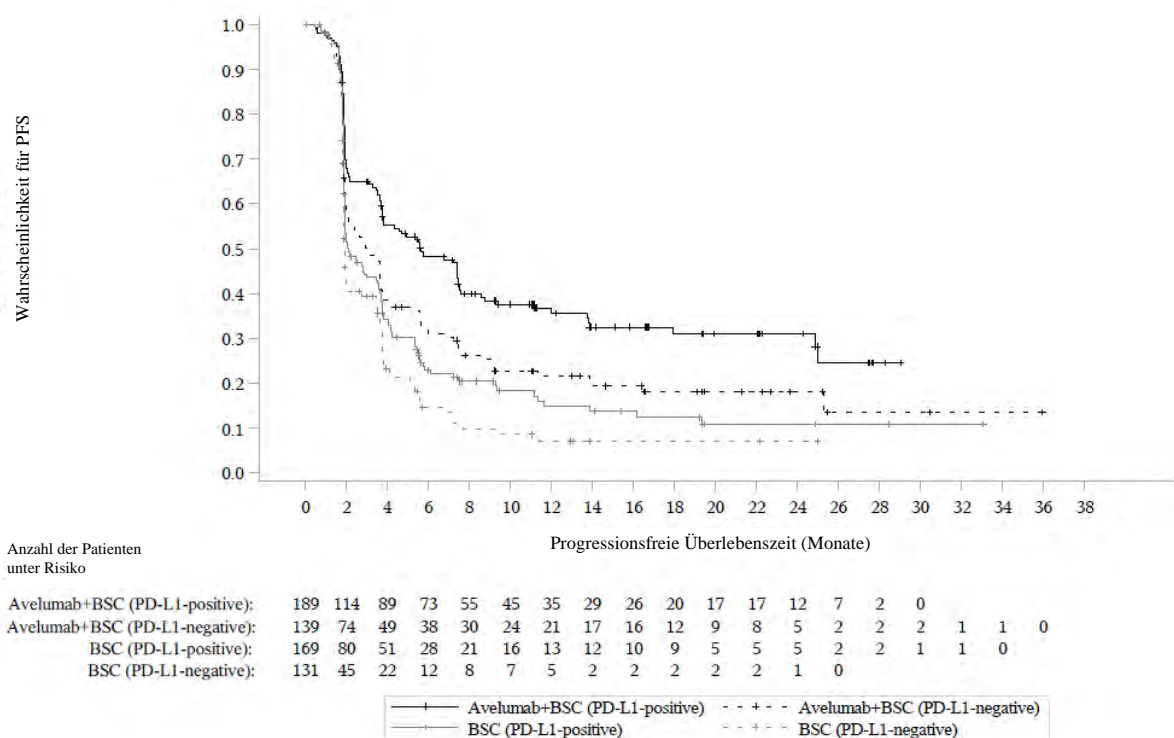 1.0
0.9
0.8
0.7
0.6
0.5
0.4
0.3
0.2
0.1
0.0
Wahrscheinlichkeit für PFS
0 2 4 6 8 10 12 14 16 18 20 22 24 26 28 30 32 34 36 38
Progressionsfreie Überlebenszeit (Monate)
Anzahl der Patienten
unter Risiko
Avelumab+BSC (PD-L1-positive): 189 114 89 73 55 45 35 29 26 20 17 17 12 7 2 0
Avelumab+BSC (PD-L1-negative): 139 74 49 38 30 24 21 17 16 12 9 8 5 2 2 2 1 1 0
BSC (PD-L1-positive): 169 80 51 28 21 16 13 12 10 9 5 5 5 2 2 1 1 0
BSC (PD-L1-negative): 131 45 22 12 8 7 5 2 2 2 2 2 1 0
Avelumab+BSC (PD-L1-positive) Avelumab+BSC (PD-L1-negative)
BSC (PD-L1-positive) BSC (PD-L1-negative)